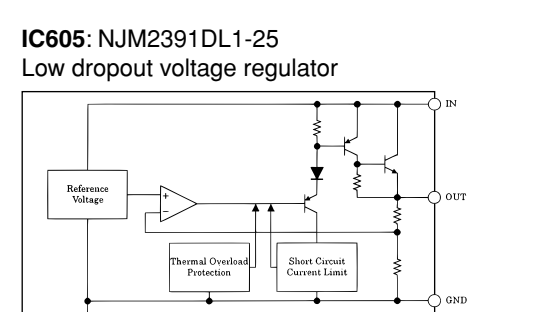 IC605: NJM2391DL1-25
Low dropout voltage regulator
IN
Reference
Voltage
+
−
OUT
Thermal Overload
Protection
Short Circuit
Current Limit
GND